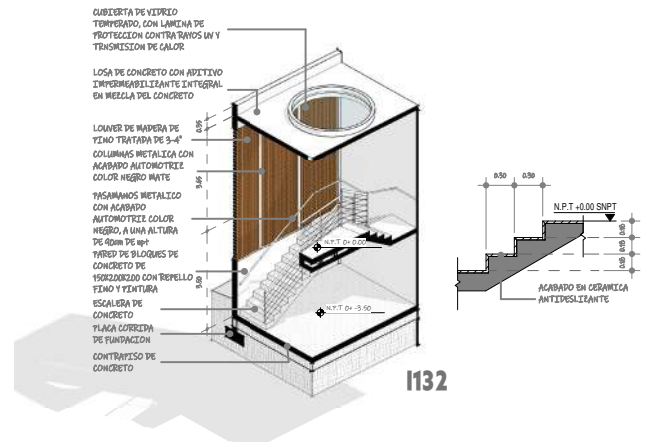 CUBIERTA DE VIDRIO
TEMPERADO, CON LAMINA DE
PROTECCION CONTRA RAYOS UV Y
TRNSMISION DE CALOR
LOSA DE CONCRETO CON ADITIVO
IMPERMEABILIZANTE INTEGRAL
EN MEZCLA DEL CONCRETO
0.95
LOUVER DE MADERA DE
PINO TRATADA DE 3-4"
COLUMNAS METALICA CON
ACABADO AUTOMOTRIZ
COLOR NEGRO MATE
3.65
PASAMANOS METALICO
CON ACABADO
AUTOMOTRIZ COLOR
NEGRO, A UNA ALTURA
DE 90cm DE npt
PARED DE BLOQUES DE
CONCRETO DE
150X200X200 CON REPELLO
FINO Y PINTURA
3.50
ESCALERA DE
CONCRETO
PLACA CORRIDA
DE FUNDACION
CONTRAPISO DE
CONCRETO
N.P.T 0+ 0.00
N.P.T 0+ -3.50
1132
0.30 0.30
N.P.T +0.00 SNPT
0.18
0.18
0.18
ACABADO EN CERAMICA
ANTIDESLIZANTE